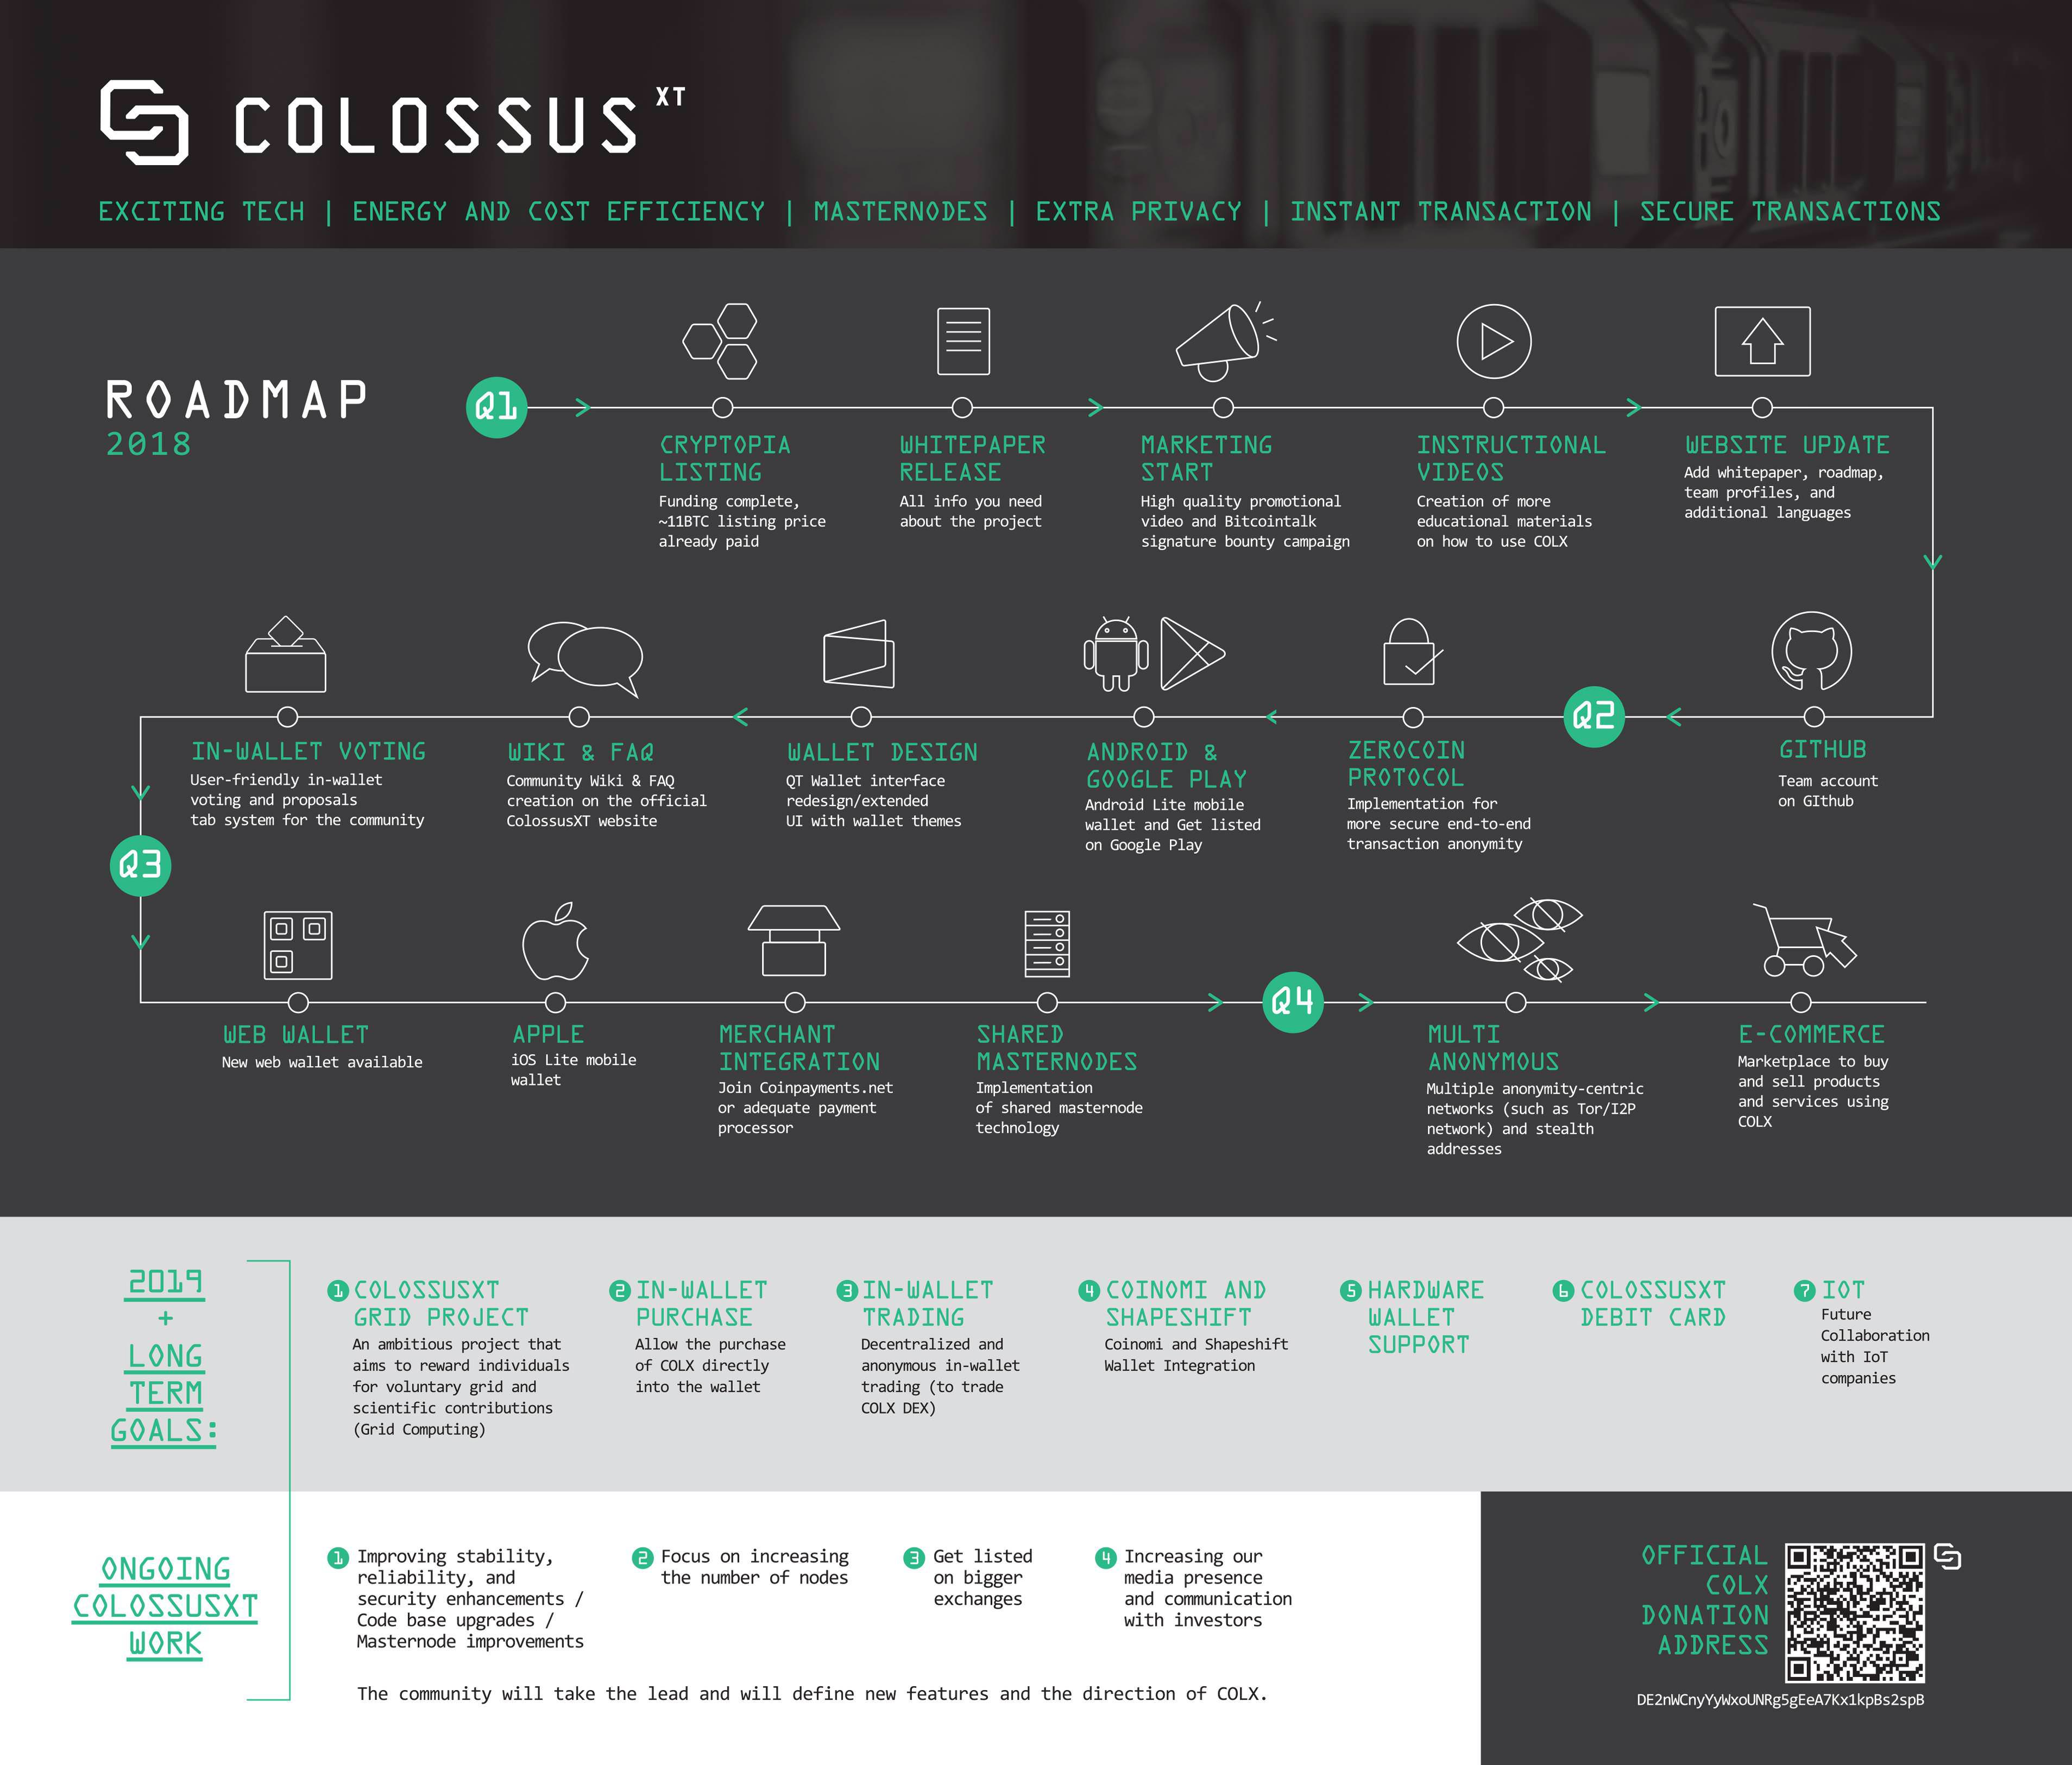 COLOSSUS XT
EXCITING TECH | ENERGY AND COST EFFICIENCY | MASTERNODES | EXTRA PRIVACY | INSTANT TRANSACTION | SECURE TRANSACTIONS
ROADMAP
2018
Q1
CRYPTOPIA
LISTING
Funding complete,
~11BTC listing price
already paid
WHITEPAPER
RELEASE
All info you need
about the project
MARKETING
START
High quality promotional
video and Bitcointalk
signature bounty campaign
INSTRUCTIONAL
VIDEOS
Creation of more
educational materials
on how to use COLX
WEBSITE UPDATE
Add whitepaper, roadmap,
team profiles, and
additional languages
GITHUB
Team account
on GIthub
Q2
ZEROCOIN
PROTOCOL
Implementation for
more secure end-to-end
transaction anonymity
ANDROID &
GOOGLE PLAY
Android Lite mobile
wallet and Get listed
on Google Play
WALLET DESIGN
QT Wallet interface
redesign/extended
UI with wallet themes
WIKI & FAQ
Community Wiki & FAQ
creation on the official
ColossusXT website
IN-WALLET VOTING
User-friendly in-wallet
voting and proposals
tab system for the community
Q3
WEB WALLET
New web wallet available
APPLE
iOS Lite mobile
wallet
MERCHANT
INTEGRATION
Join Coinpayments.net
or adequate payment
processor
SHARED
MASTERNODES
Implementation
of shared masternode
technology
Q4
MULTI
ANONYMOUS
Multiple anonymity-centric
networks (such as Tor/I2P
network) and stealth
addresses
E-COMMERCE
Marketplace to buy
and sell products
and services using
COLX
2019
+
LONG
TERM
GOALS:
1 COLOSSUSXT
GRID PROJECT
An ambitious project that
aims to reward individuals
for voluntary grid and
scientific contributions
(Grid Computing)
2 IN-WALLET
PURCHASE
Allow the purchase
of COLX directly
into the wallet
3 IN-WALLET
TRADING
Decentralized and
anonymous in-wallet
trading (to trade
COLX DEX)
4 COINOMI AND
SHAPESHIFT
Coinomi and Shapeshift
Wallet Integration
5 HARDWARE
WALLET
SUPPORT
6 COLOSSUSXT
DEBIT CARD
7 IOT
Future
Collaboration
with IoT
companies
ONGOING
COLOSSUSXT
WORK
1 Improving stability,
reliability, and
security enhancements /
Code base upgrades /
Masternode improvements
2 Focus on increasing
the number of nodes
3 Get listed
on bigger
exchanges
4 Increasing our
media presence
and communication
with investors
The community will take the lead and will define new features and the direction of COLX.
OFFICIAL
COLX
DONATION
ADDRESS
DE2nWCnyYyWxoUNRg5gEeA7Kx1kpBs2spB